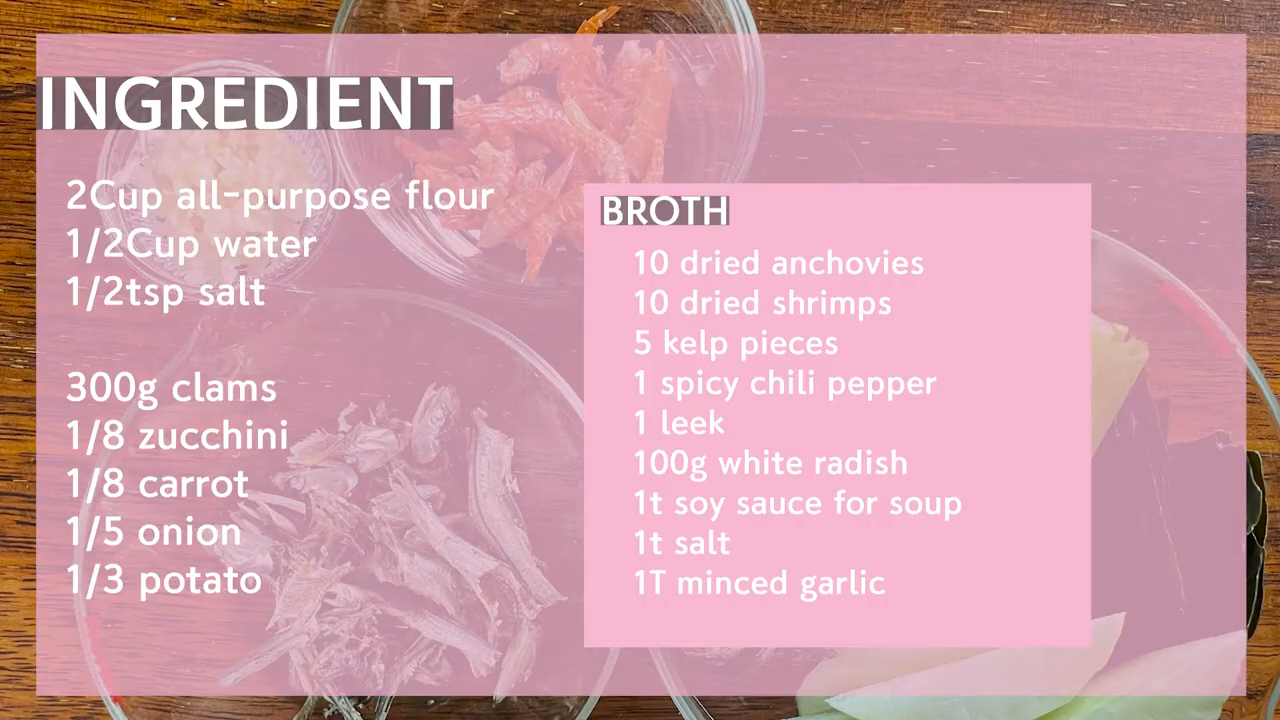 INGREDIENT
2Cup all-purpose flour
1/2Cup water
1/2tsp salt
300g clams
1/8 zucchini
1/8 carrot
1/5 onion
1/3 potato
BROTH
10 dried anchovies
10 dried shrimps
5 kelp pieces
1 spicy chili pepper
1 leek
100g white radish
1t soy sauce for soup
1t salt
1T minced garlic